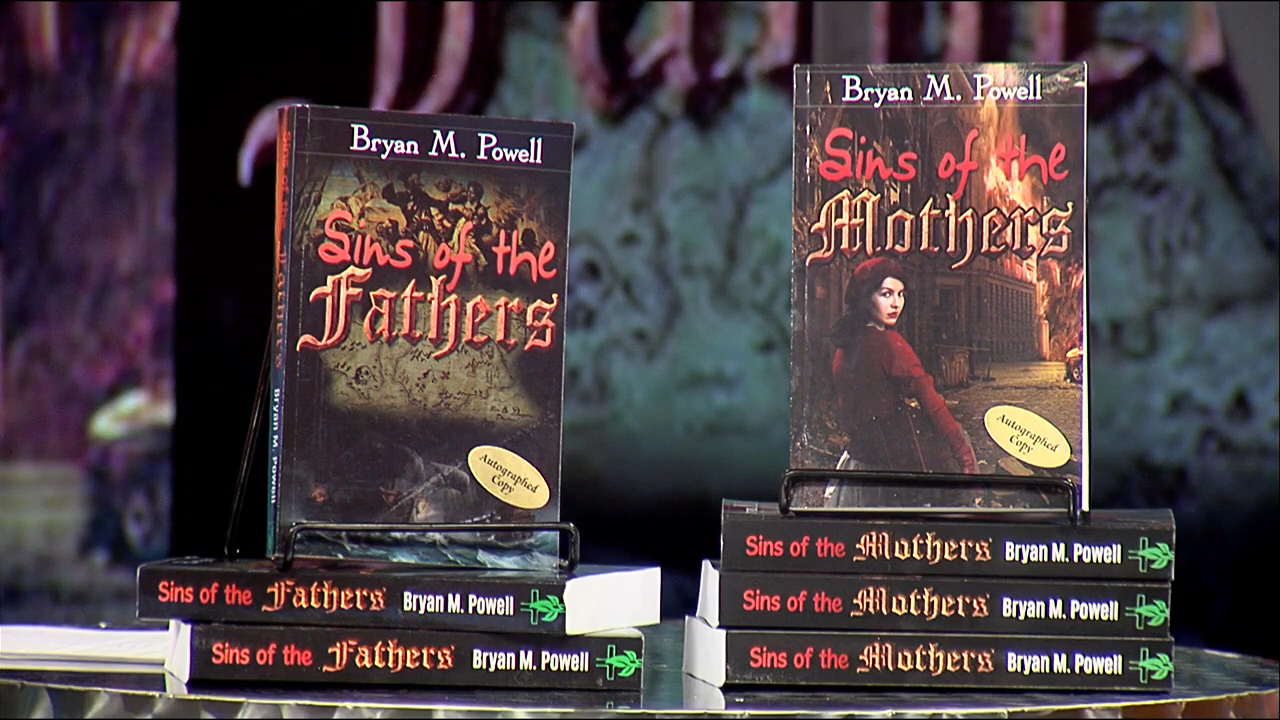 Bryan M. Powell
Sins of the
Fathers
Autographed
Copy
Bryan M. Powell
Sins of the Fathers Bryan M. Powell
Sins of the Fathers Bryan M. Powell
Bryan M. Powell
Sins of the
Mothers
Autographed
Copy
Sins of the Mothers Bryan M. Powell
Sins of the Mothers Bryan M. Powell
Sins of the Mothers Bryan M. Powell